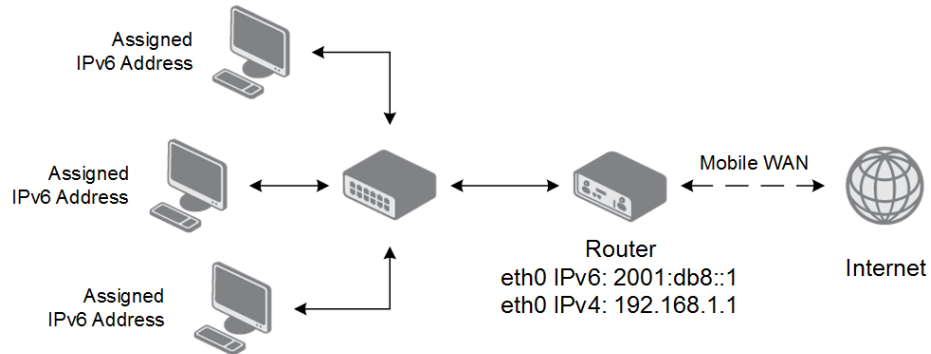 Assigned
IPv6 Address
Assigned
IPv6 Address
Mobile WAN
Router
eth0 IPv6: 2001:db8::1
eth0 IPv4: 192.168.1.1
Internet
Assigned
IPv6 Address